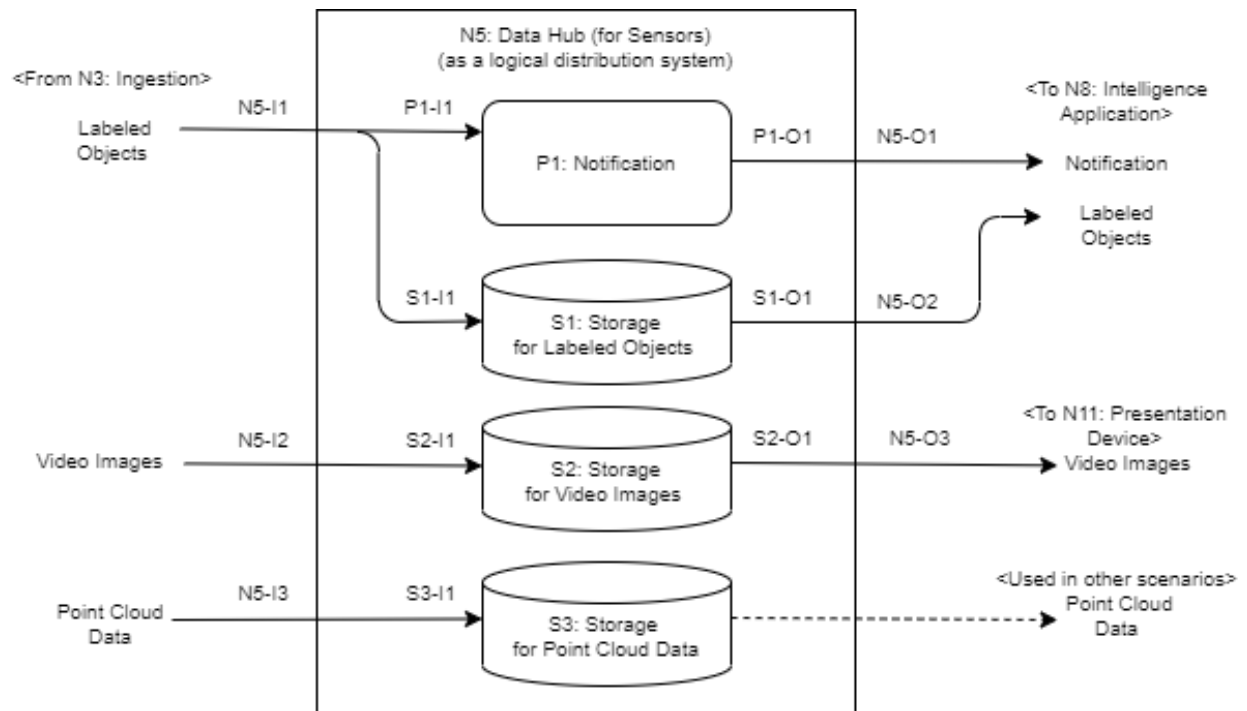 N5: Data Hub (for Sensors)
(as a logical distribution system)
<From N3: Ingestion>
Labeled
Objects
N5-I1
P1-I1
P1: Notification
P1-O1
N5-O1
<To N8: Intelligence
Application>
Notification
Labeled
Objects
S1-I1
S1: Storage
for Labeled Objects
S1-O1
N5-O2
Video Images
N5-I2
S2-I1
S2: Storage
for Video Images
S2-O1
N5-O3
<To N11: Presentation
Device>
Video Images
Point Cloud
Data
N5-I3
S3-I1
S3: Storage
for Point Cloud Data
<Used in other scenarios>
Point Cloud
Data